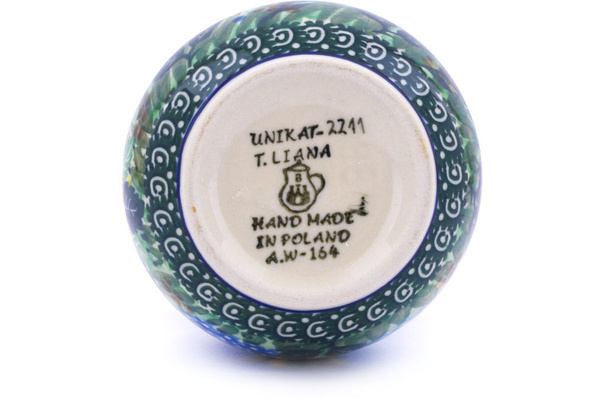 UNIKAT-2211
T. LIANA
B
HAND MADE
IN POLAND
A.W-164